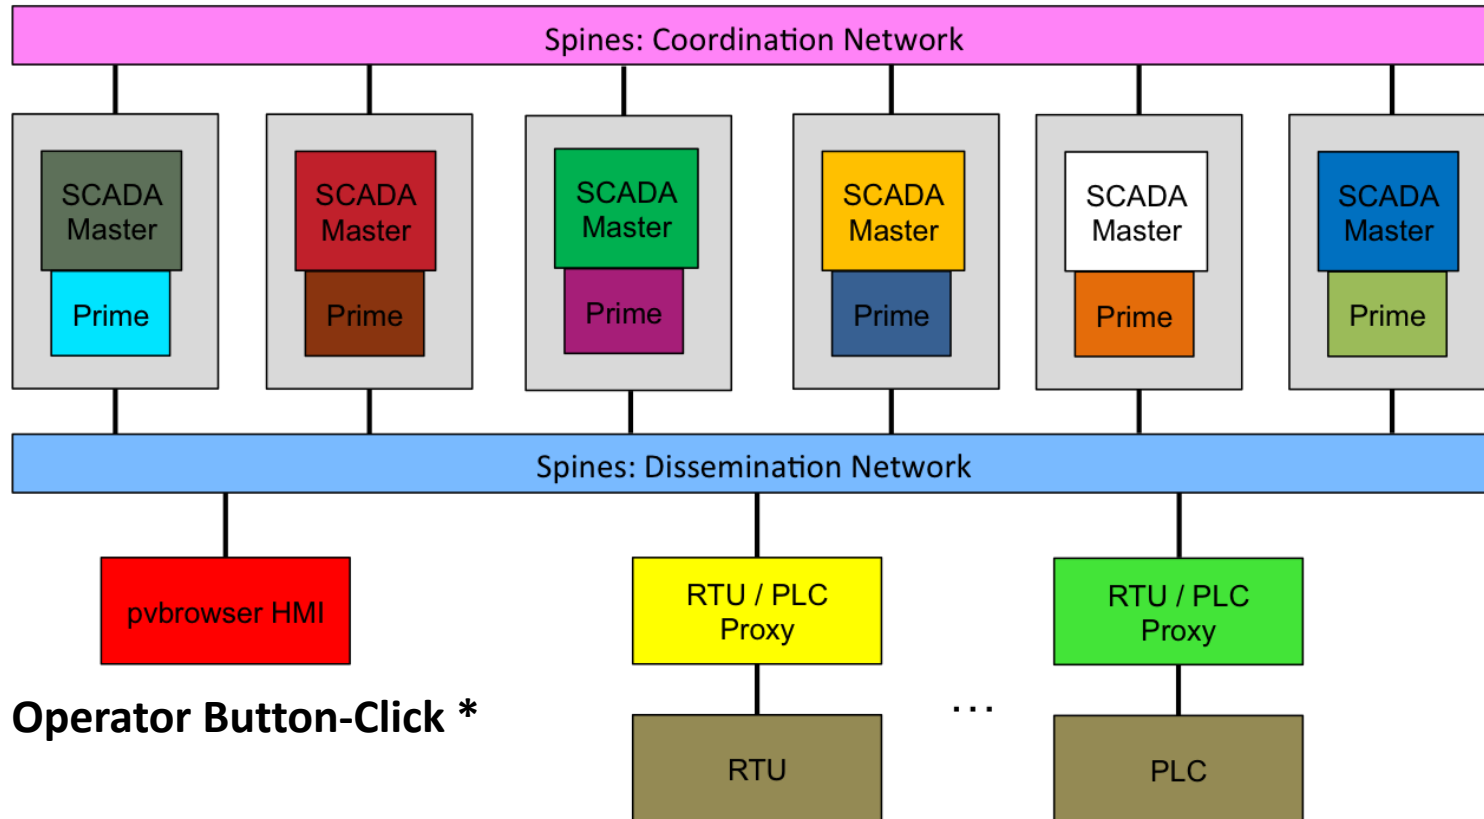 Spines: Coordination Network
SCADA
Master
Prime
SCADA
Master
Prime
SCADA
Master
Prime
SCADA
Master
Prime
SCADA
Master
Prime
SCADA
Master
Prime
Spines: Dissemination Network
pvbrowser HMI
RTU / PLC
Proxy
RTU / PLC
Proxy
Operator Button-Click *
...
RTU
PLC